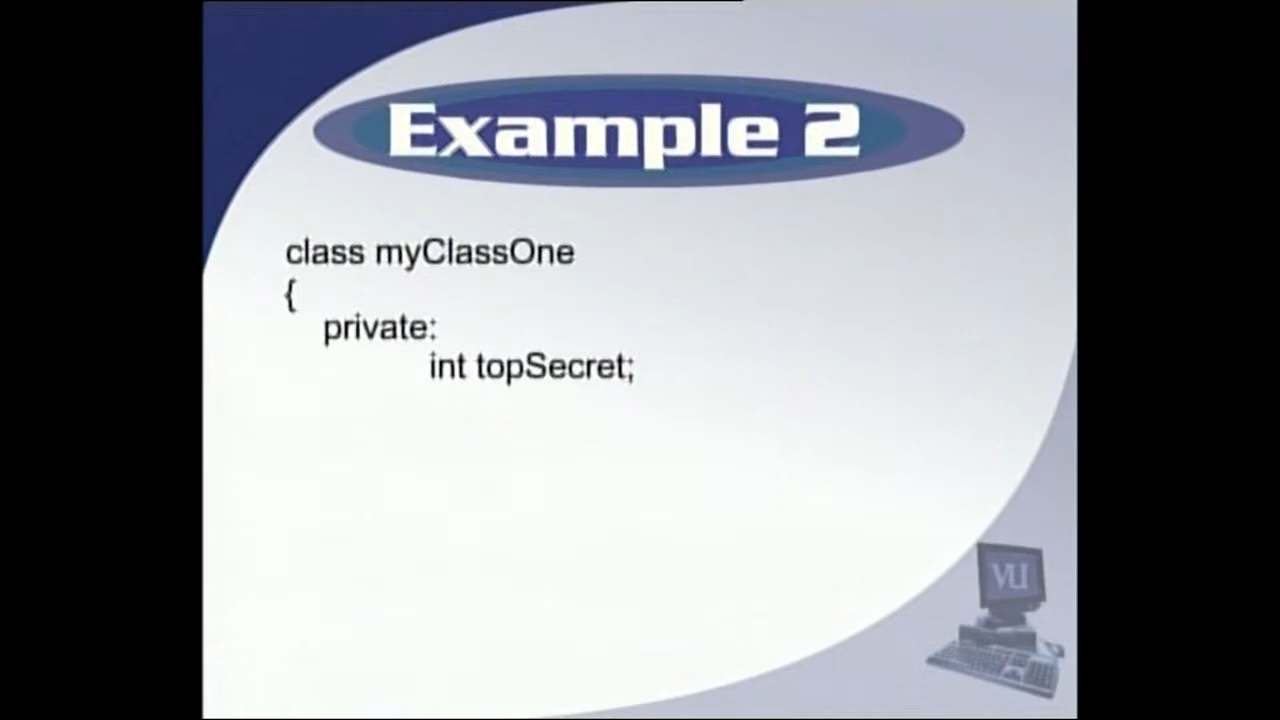 Example 2
class myClassOne
{
private:
int topSecret;
VU